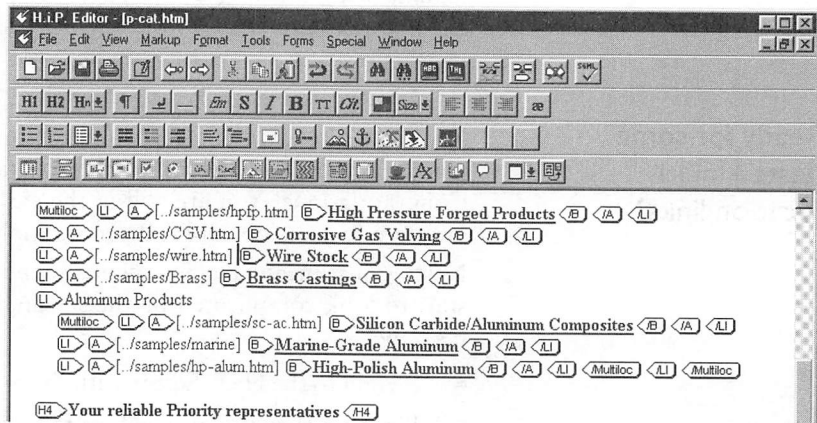 H.i.P. Editor - [p-cat.htm]
File Edit View Markup Format Tools Forms Special Window Help
ABC THE SGML
H1 H2 Hn ¶ Em S I B TT Cit. Size æ
A
Multiloc LI A [../samples/hpfp.htm] B High Pressure Forged Products /B /A /LI
LI A [../samples/CGV.htm] B Corrosive Gas Valving /B /A /LI
LI A [../samples/wire.htm] B Wire Stock /B /A /LI
LI A [../samples/Brass] B Brass Castings /B /A /LI
LI Aluminum Products
Multiloc LI A [../samples/sc-ac.htm] B Silicon Carbide/Aluminum Composites /B /A /LI
LI A [../samples/marine] B Marine-Grade Aluminum /B /A /LI
LI A [../samples/hp-alum.htm] B High-Polish Aluminum /B /A /LI /Multiloc /LI /Multiloc
H4 Your reliable Priority representatives /H4